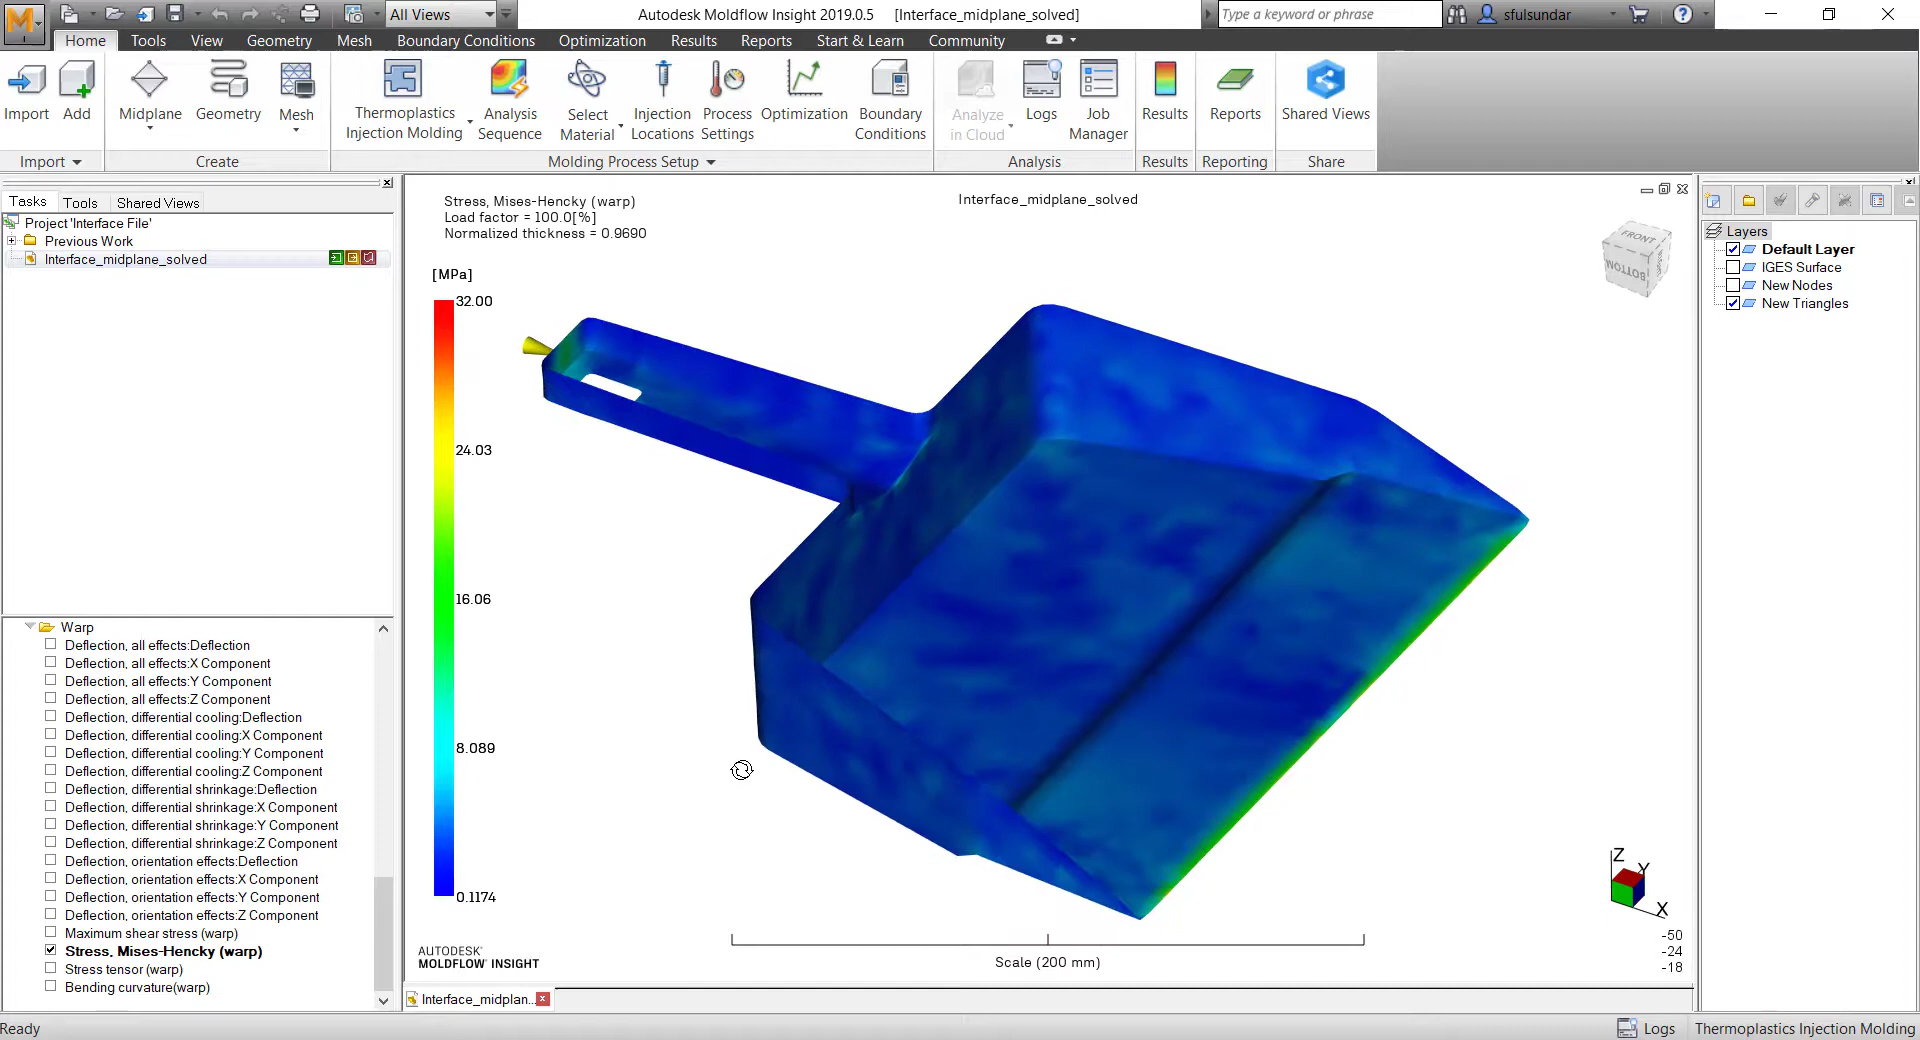 All Views
Autodesk Moldflow Insight 2019.0.5 [Interface_midplane_solved]
Type a keyword or phrase
sfulsundar
Home Tools View Geometry Mesh Boundary Conditions Optimization Results Reports Start & Learn Community
Import
Add
Midplane
Geometry
Mesh
Thermoplastics
Injection Molding
Analysis
Sequence
Select
Material
Injection
Locations
Process
Settings
Optimization
Boundary
Conditions
Analyze
in Cloud
Logs
Job
Manager
Results
Reports
Shared Views
Import
Create
Molding Process Setup
Analysis
Results
Reporting
Share
Tasks Tools Shared Views
Project 'Interface File'
Previous Work
Interface_midplane_solved
Warp
Deflection, all effects:Deflection
Deflection, all effects:X Component
Deflection, all effects:Y Component
Deflection, all effects:Z Component
Deflection, differential cooling:Deflection
Deflection, differential cooling:X Component
Deflection, differential cooling:Y Component
Deflection, differential cooling:Z Component
Deflection, differential shrinkage:Deflection
Deflection, differential shrinkage:X Component
Deflection, differential shrinkage:Y Component
Deflection, differential shrinkage:Z Component
Deflection, orientation effects:Deflection
Deflection, orientation effects:X Component
Deflection, orientation effects:Y Component
Deflection, orientation effects:Z Component
Maximum shear stress (warp)
Stress, Mises-Hencky (warp)
Stress tensor (warp)
Bending curvature(warp)
Stress, Mises-Hencky (warp)
Load factor = 100.0[%]
Normalized thickness = 0.9690
Interface_midplane_solved
[MPa]
32.00
24.03
16.06
8.089
0.1174
FRONT
BOTTOM
Z
Y
X
-50
-24
-18
AUTODESK
MOLDFLOW INSIGHT
Scale (200 mm)
Interface_midplan...
Layers
Default Layer
IGES Surface
New Nodes
New Triangles
Ready
Logs
Thermoplastics Injection Molding